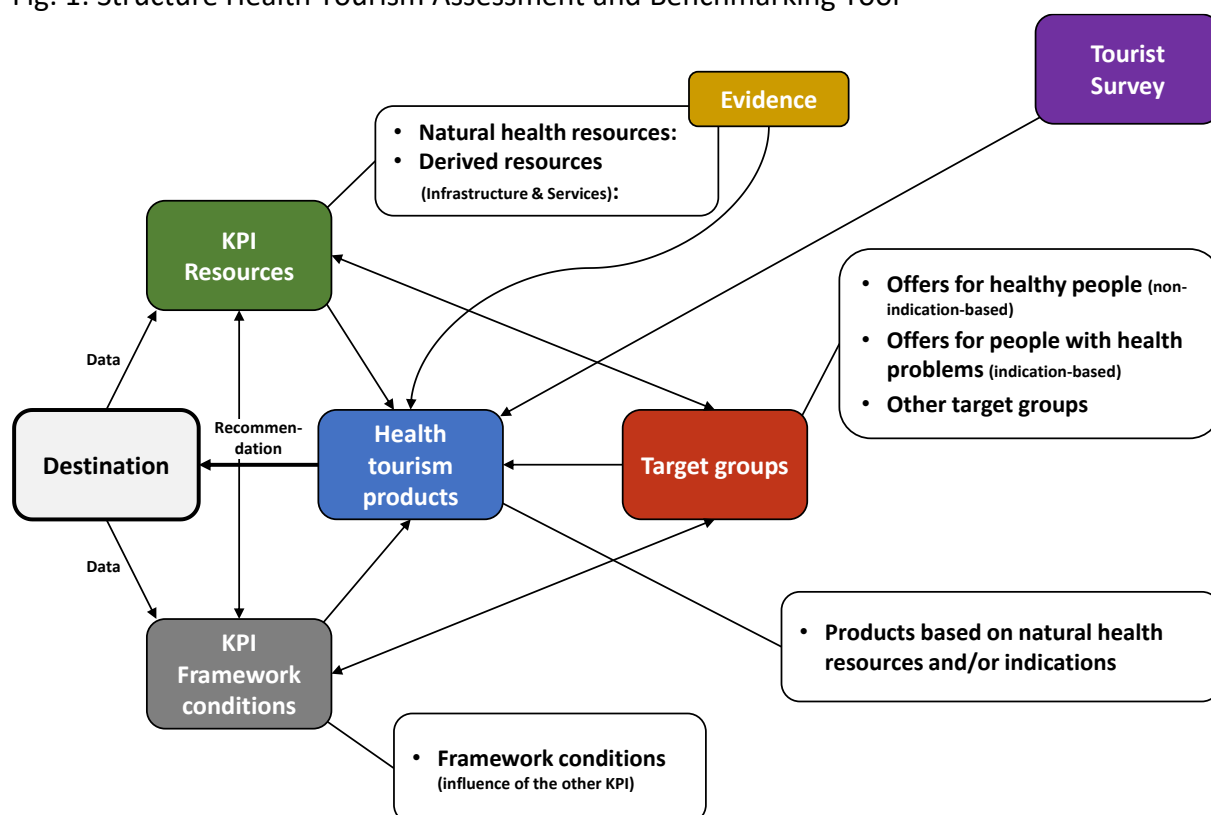 Fig. 1: Structure Health Tourism Assessment and Benchmarking Tool
Tourist
Survey
Evidence
• Natural health resources:
• Derived resources
(Infrastructure & Services):
KPI
Resources
• Offers for healthy people (non-
indication-based)
• Offers for people with health
problems (indication-based)
• Other target groups
Data
Recommen-
dation
Destination
Health
tourism
products
Target groups
Data
KPI
Framework
conditions
• Products based on natural health
resources and/or indications
• Framework conditions
(influence of the other KPI)